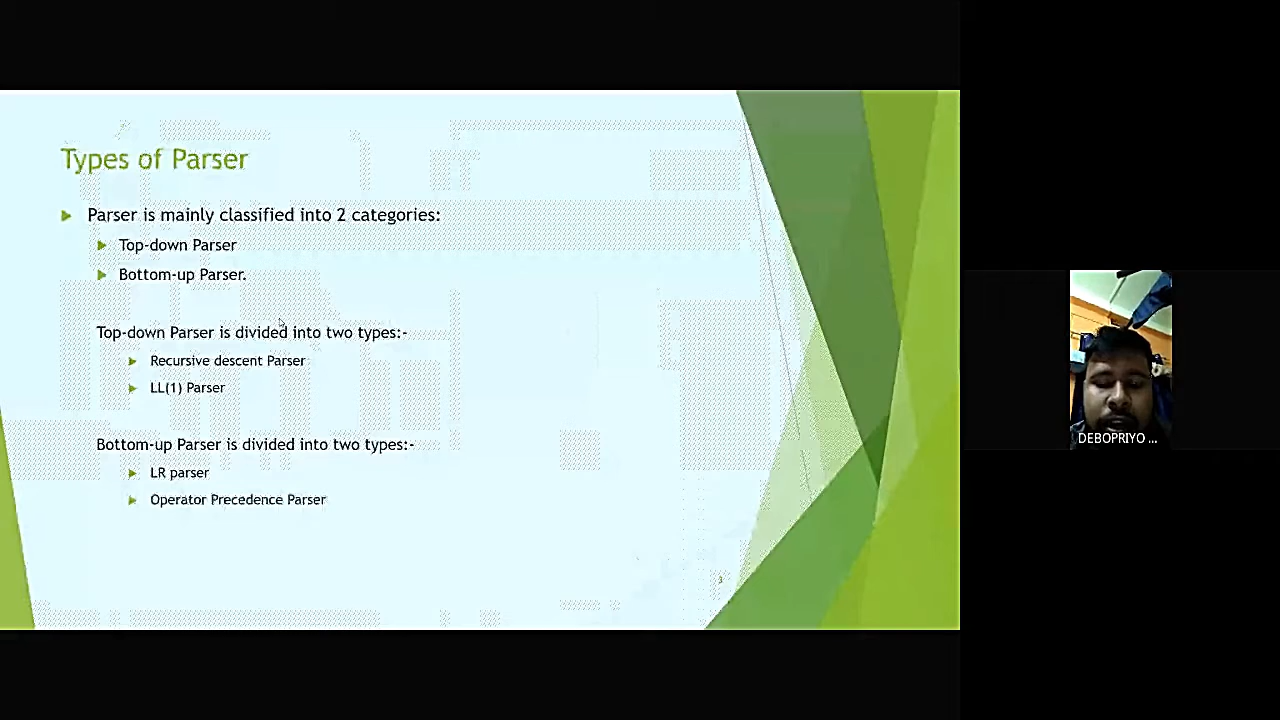 Types of Parser
Parser is mainly classified into 2 categories:
Top-down Parser
Bottom-up Parser.
Top-down Parser is divided into two types:-
Recursive descent Parser
LL(1) Parser
Bottom-up Parser is divided into two types:-
LR parser
Operator Precedence Parser
3
DEBOPRIYO ...